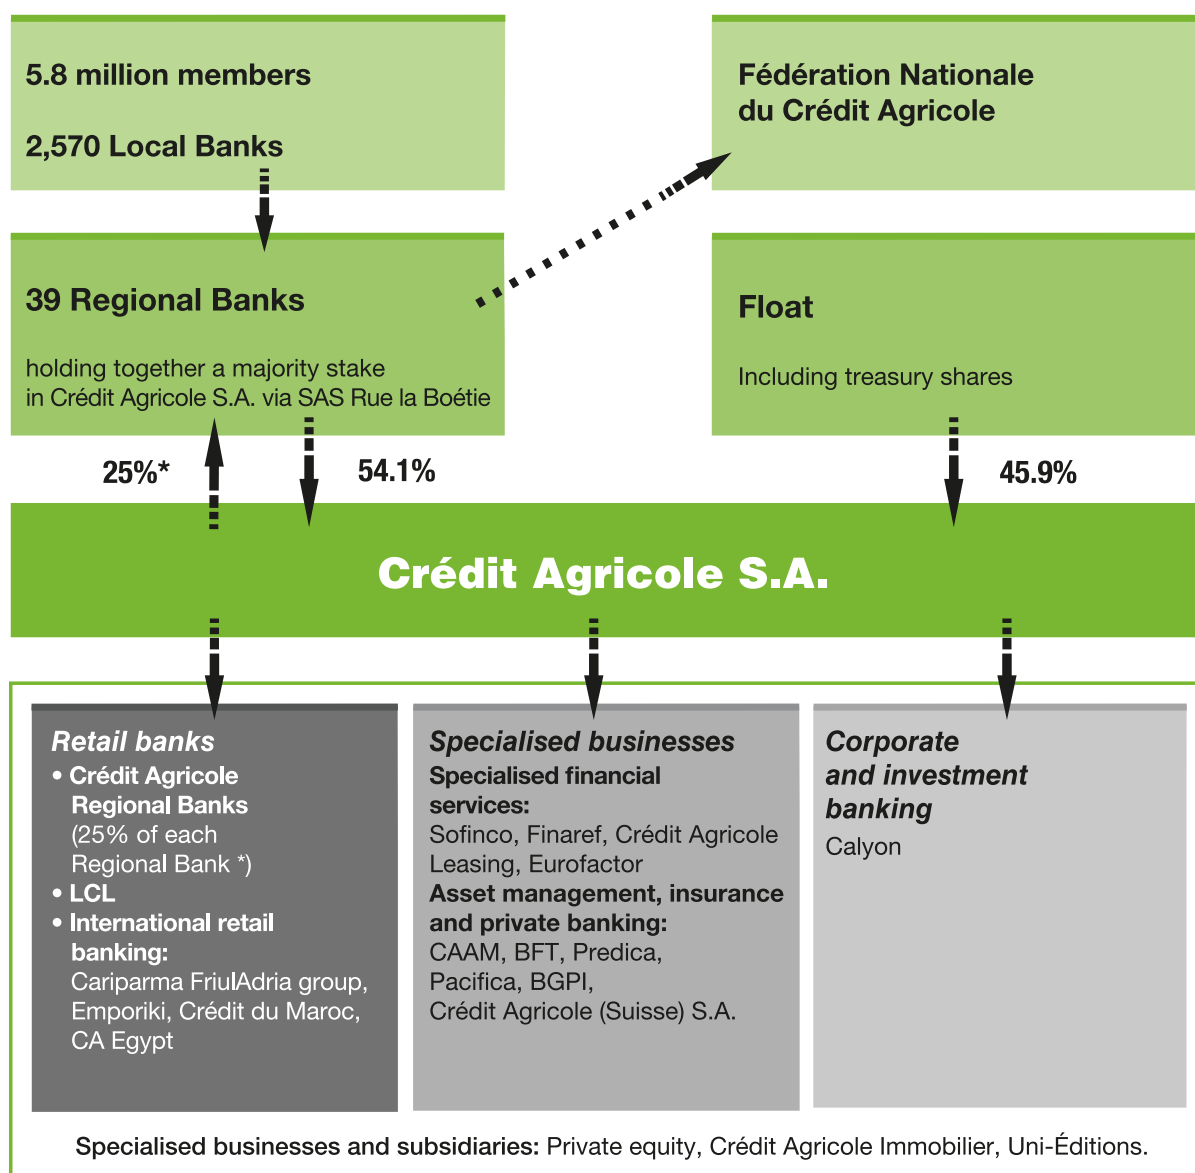 5.8 million members
2,570 Local Banks
Fédération Nationale
du Crédit Agricole
39 Regional Banks
holding together a majority stake
in Crédit Agricole S.A. via SAS Rue la Boétie
Float
Including treasury shares
25%*
54.1%
45.9%
Crédit Agricole S.A.
Retail banks
• Crédit Agricole
Regional Banks
(25% of each
Regional Bank *)
• LCL
• International retail
banking:
Cariparma FriulAdria group,
Emporiki, Crédit du Maroc,
CA Egypt
Specialised businesses
Specialised financial
services:
Sofinco, Finaref, Crédit Agricole
Leasing, Eurofactor
Asset management, insurance
and private banking:
CAAM, BFT, Predica,
Pacifica, BGPI,
Crédit Agricole (Suisse) S.A.
Corporate
and investment
banking
Calyon
Specialised businesses and subsidiaries: Private equity, Crédit Agricole Immobilier, Uni-Éditions.